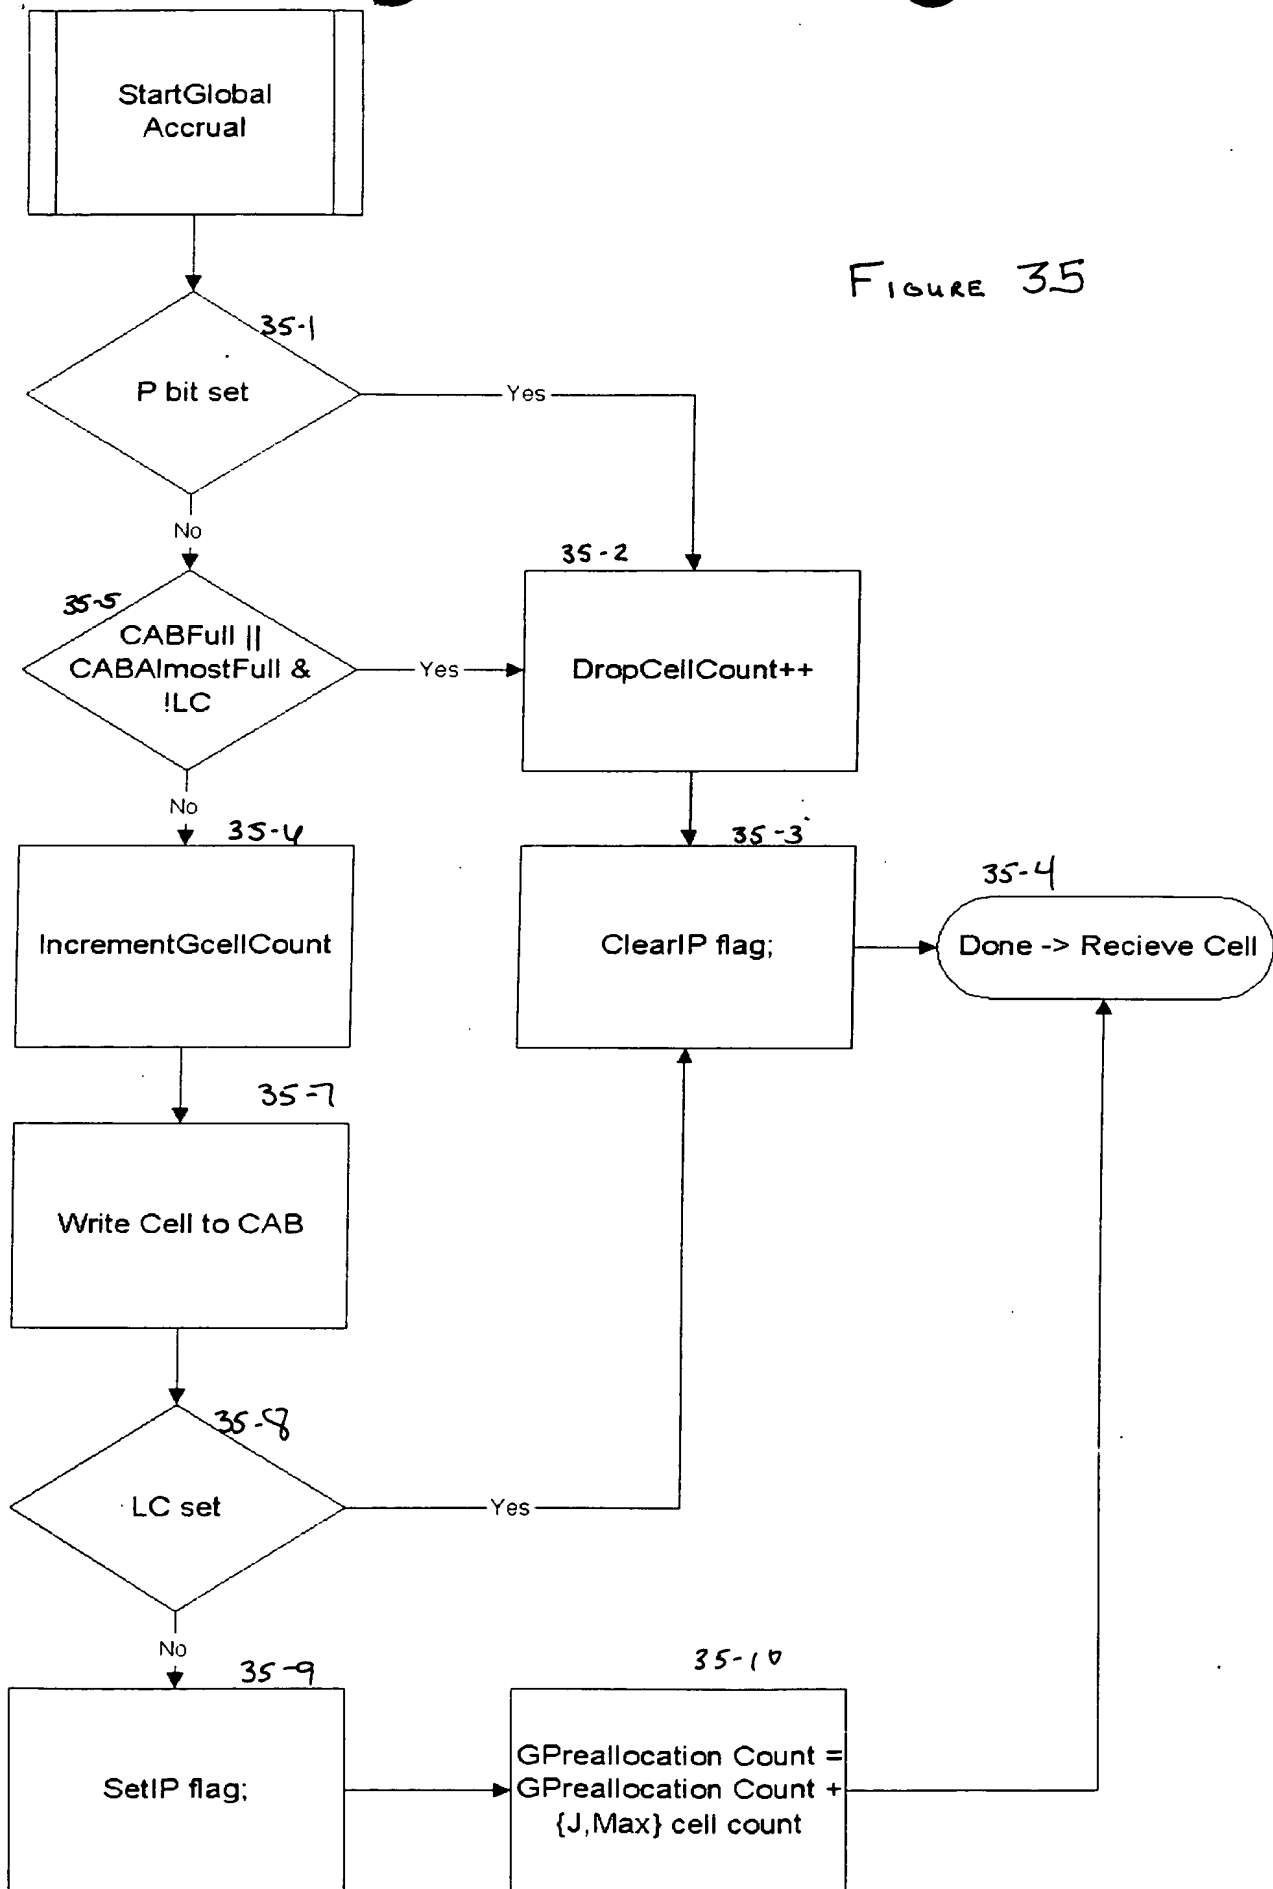 StartGlobal
Accrual
FIGURE 35
35-1
P bit set
Yes
No
35-5
CABFull ||
CABAlmostFull &
!LC
Yes
35-2
DropCellCount++
No
35-4
IncrementGcellCount
35-3
ClearIP flag;
35-4
Done -> Recieve Cell
35-7
Write Cell to CAB
35-8
LC set
Yes
No
35-9
SetIP flag;
35-10
GPreallocation Count =
GPreallocation Count +
{J,Max} cell count